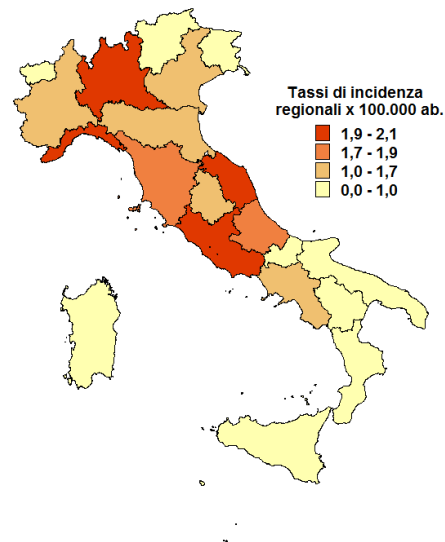 Tassi di incidenza
regionali x 100.000 ab.
1,9 - 2,1
1,7 - 1,9
1,0 - 1,7
0,0 - 1,0